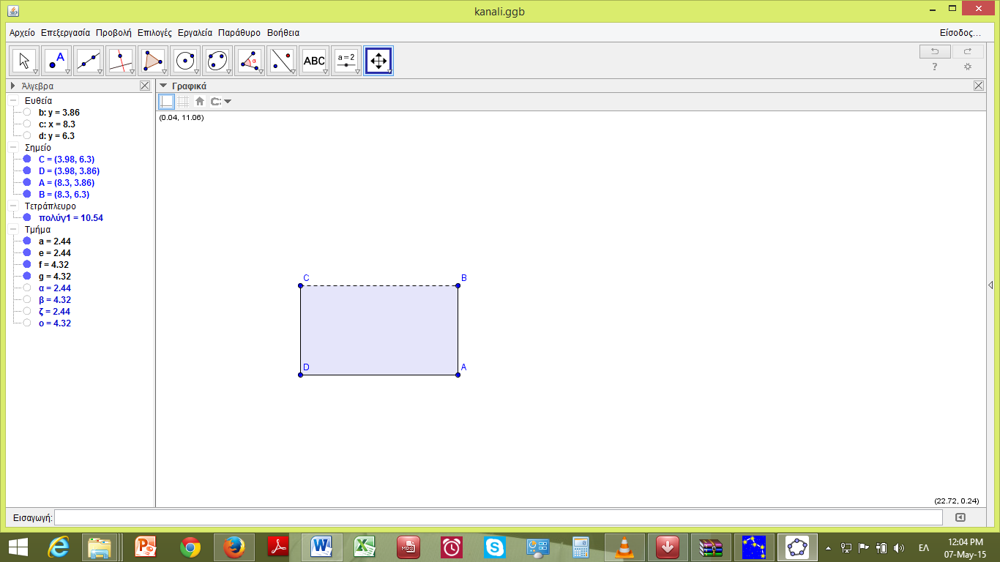 kanali.ggb
Αρχείο Επεξεργασία Προβολή Επιλογές Εργαλεία Παράθυρο Βοήθεια Είσοδος...
A α ABC a=2
?
Άλγεβρα
Γραφικά
Ευθεία
b: y = 3.86
c: x = 8.3
d: y = 6.3
Σημείο
C = (3.98, 6.3)
D = (3.98, 3.86)
A = (8.3, 3.86)
B = (8.3, 6.3)
Τετράπλευρο
πολύγ1 = 10.54
Τμήμα
a = 2.44
e = 2.44
f = 4.32
g = 4.32
α = 2.44
β = 4.32
ζ = 2.44
ο = 4.32
(0.04, 11.06)
C B
D A
(22.72, 0.24)
Εισαγωγή:
MP3
ΕΛ
12:04 PM
07-May-15